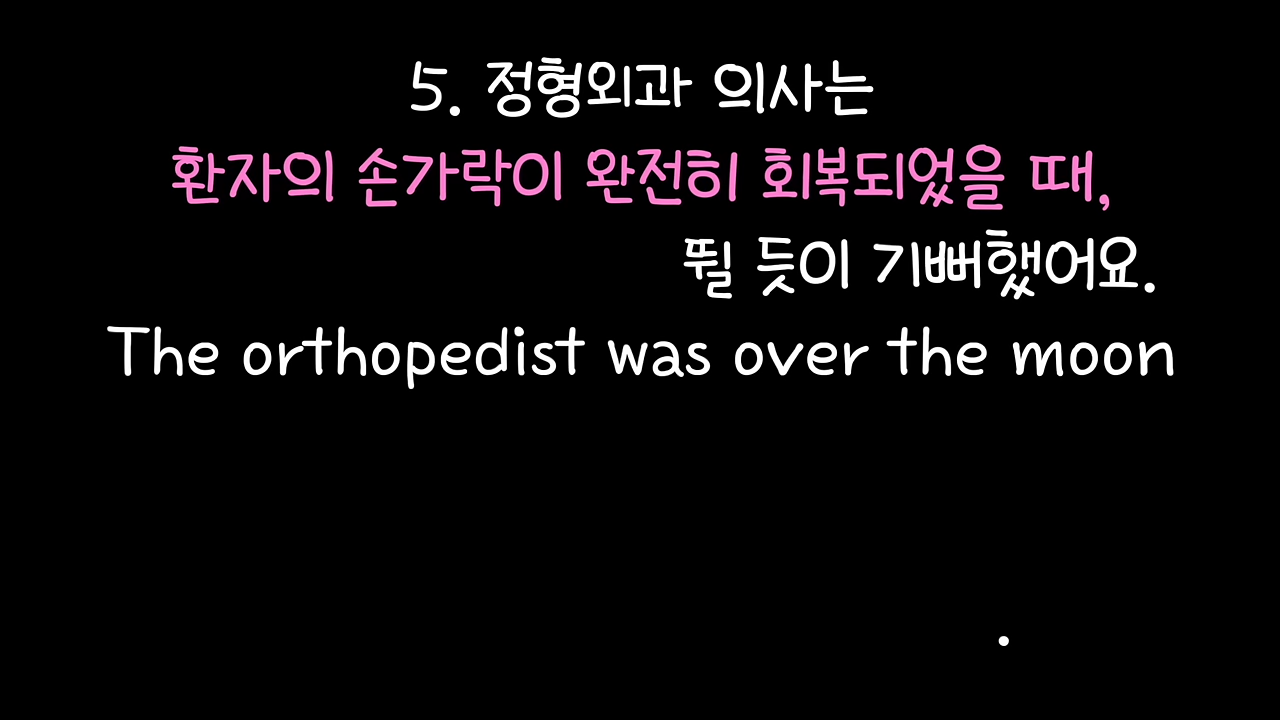 5. 정형외과 의사는
환자의 손가락이 완전히 회복되었을 때,
뛸 듯이 기뻐했어요.
The orthopedist was over the moon
.